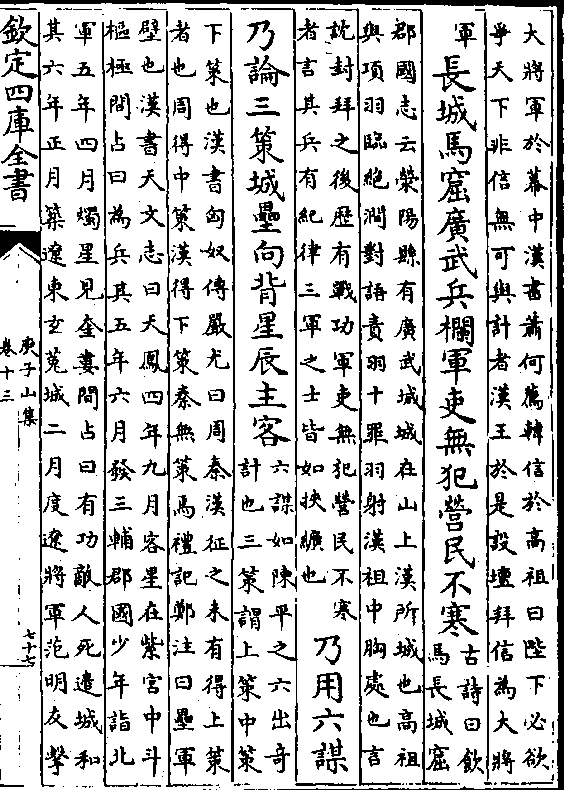 大將軍於幕中漢書蕭何薦韓信於高祖曰陛下必欲
爭天下非信無可與計者漢王於是設壇拜信為大將
軍
長城馬窟廣武兵欄軍吏無犯營民不寒
古詩曰飲
馬長城窟
郡國志云滎陽縣有廣武城城在山上漢所城也高祖
與項羽臨絶澗對語責羽十罪羽射漢祖中胸處也言
說封拜之後歴有戰功軍吏無犯營民不寒
者言其兵有紀律三軍之士皆如挾纊也
乃用六謀
乃論三策城壘向背星辰主客
六謀如陳平之六出奇
計也三策謂上策中策
下策也漢書匈奴傳嚴尤曰周秦漢征之未有得上策
者也周得中策漢得下策秦無策焉禮記鄭注曰壘軍
壁也漢書天文志曰天鳳四年九月客星在紫宮中斗
樞極間占曰為兵其五年六月發三輔郡國少年詣北
軍五年四月燭星見奎婁間占曰有功敵人死邊城和
其六年正月築遼東玄菟城二月度遼將軍范明友擊
欽定四庫全書
庾子山集
卷十三
七十七